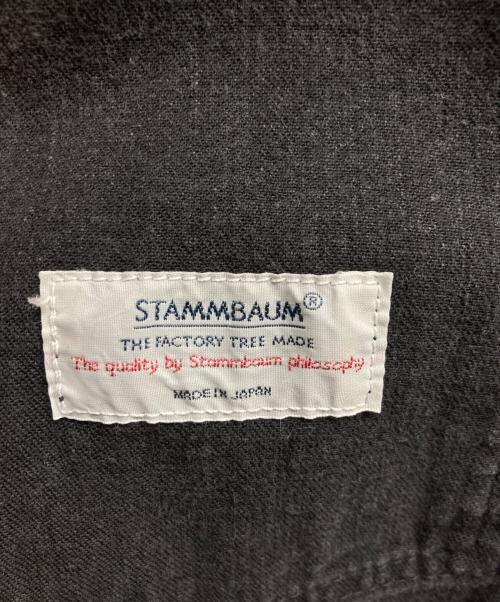 STAMMBAUM®
THE FACTORY TREE MADE
The quality by Stammbaum philosophy
MADE IN JAPAN